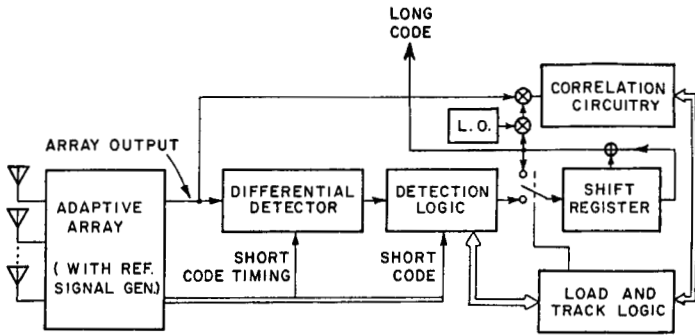 LONG
CODE
CORRELATION
CIRCUITRY
L.O.
ARRAY OUTPUT
ADAPTIVE
ARRAY
(WITH REF.
SIGNAL GEN.)
DIFFERENTIAL
DETECTOR
DETECTION
LOGIC
SHIFT
REGISTER
SHORT
CODE TIMING
SHORT
CODE
LOAD AND
TRACK LOGIC